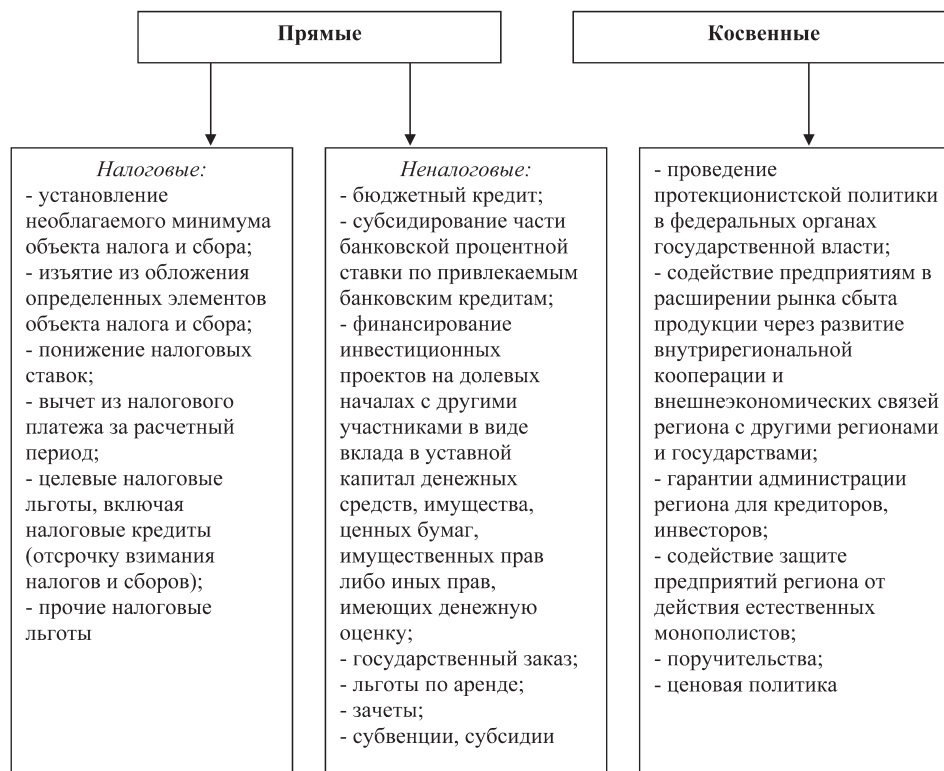 Прямые
Косвенные
Налоговые:
- установление
необлагаемого минимума
объекта налога и сбора;
- изъятие из обложения
определенных элементов
объекта налога и сбора;
- понижение налоговых
ставок;
- вычет из налогового
платежа за расчетный
период;
- целевые налоговые
льготы, включая
налоговые кредиты
(отсрочку взимания
налогов и сборов);
- прочие налоговые
льготы
Неналоговые:
- бюджетный кредит;
- субсидирование части
банковской процентной
ставки по привлекаемым
банковским кредитам;
- финансирование
инвестиционных
проектов на долевых
началах с другими
участниками в виде
вклада в уставной
капитал денежных
средств, имущества,
ценных бумаг,
имущественных прав
либо иных прав,
имеющих денежную
оценку;
- государственный заказ;
- льготы по аренде;
- зачеты;
- субвенции, субсидии
- проведение
протекционистской политики
в федеральных органах
государственной власти;
- содействие предприятиям в
расширении рынка сбыта
продукции через развитие
внутрирегиональной
кооперации и
внешнеэкономических связей
региона с другими регионами
и государствами;
- гарантии администрации
региона для кредиторов,
инвесторов;
- содействие защите
предприятий региона от
действия естественных
монополистов;
- поручительства;
- ценовая политика